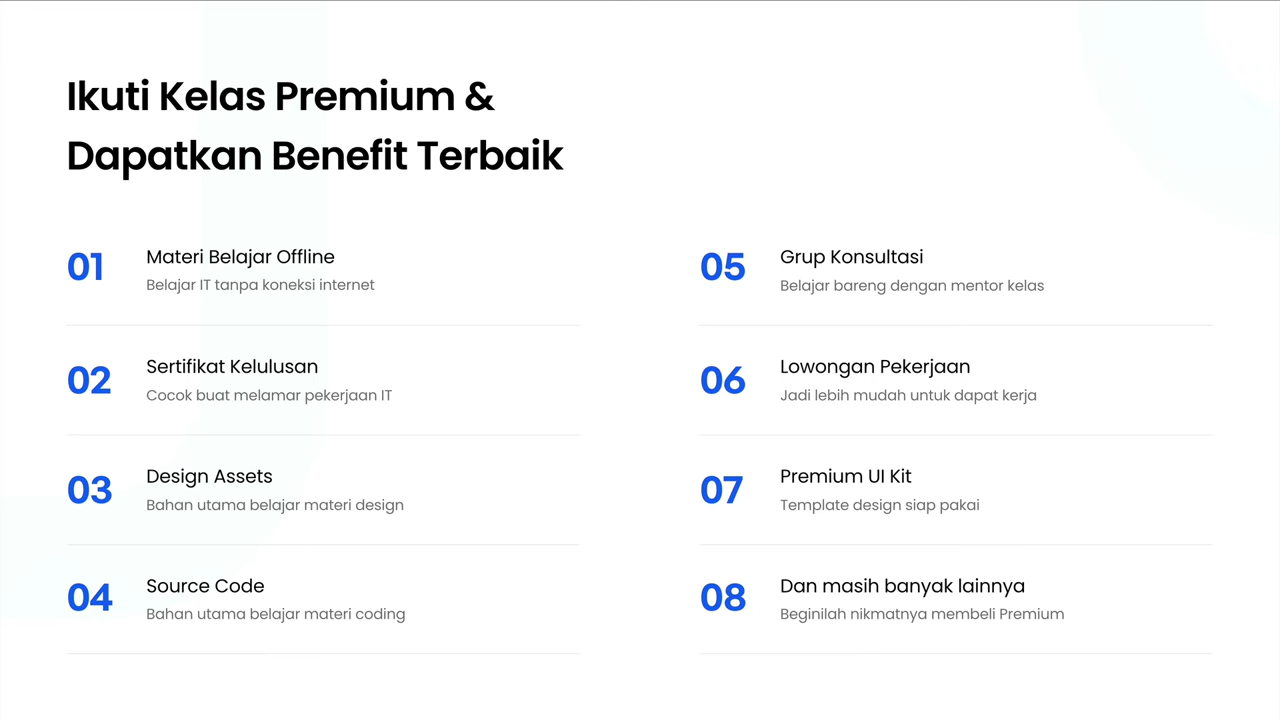 Ikuti Kelas Premium &
Dapatkan Benefit Terbaik
01
Materi Belajar Offline
Belajar IT tanpa koneksi internet
02
Sertifikat Kelulusan
Cocok buat melamar pekerjaan IT
03
Design Assets
Bahan utama belajar materi design
04
Source Code
Bahan utama belajar materi coding
05
Grup Konsultasi
Belajar bareng dengan mentor kelas
06
Lowongan Pekerjaan
Jadi lebih mudah untuk dapat kerja
07
Premium UI Kit
Template design siap pakai
08
Dan masih banyak lainnya
Beginilah nikmatnya membeli Premium